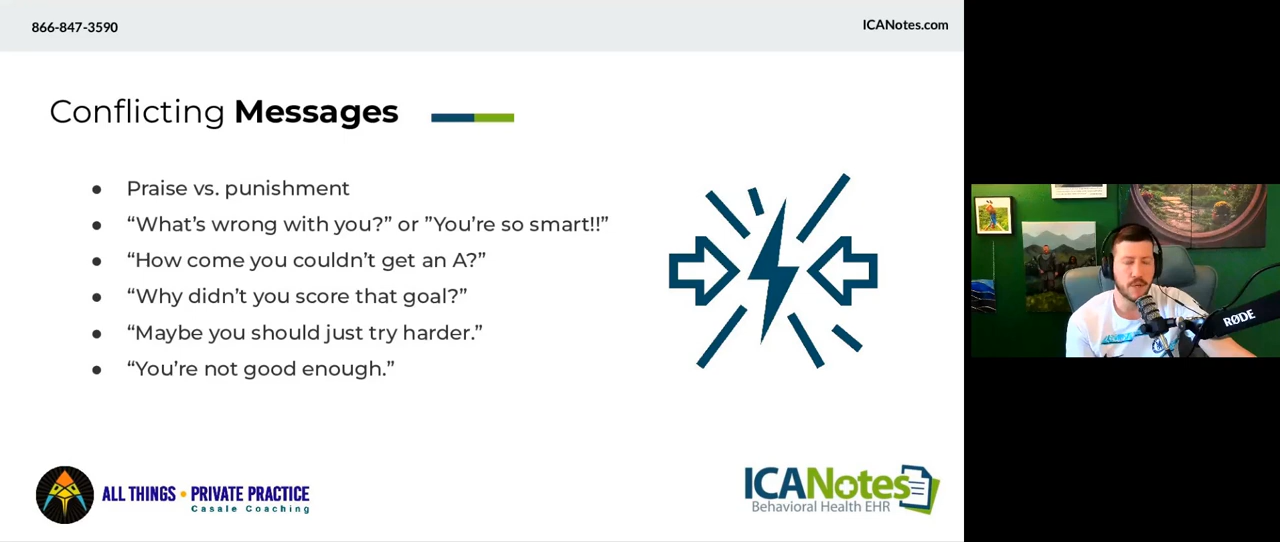 866-847-3590
ICANotes.com
Conflicting Messages
● Praise vs. punishment
● “What’s wrong with you?” or ”You’re so smart!!”
● “How come you couldn’t get an A?”
● “Why didn’t you score that goal?”
● “Maybe you should just try harder.”
● “You’re not good enough.”
ALL THINGS • PRIVATE PRACTICE
Casale Coaching
ICANotes
Behavioral Health EHR
RØDE